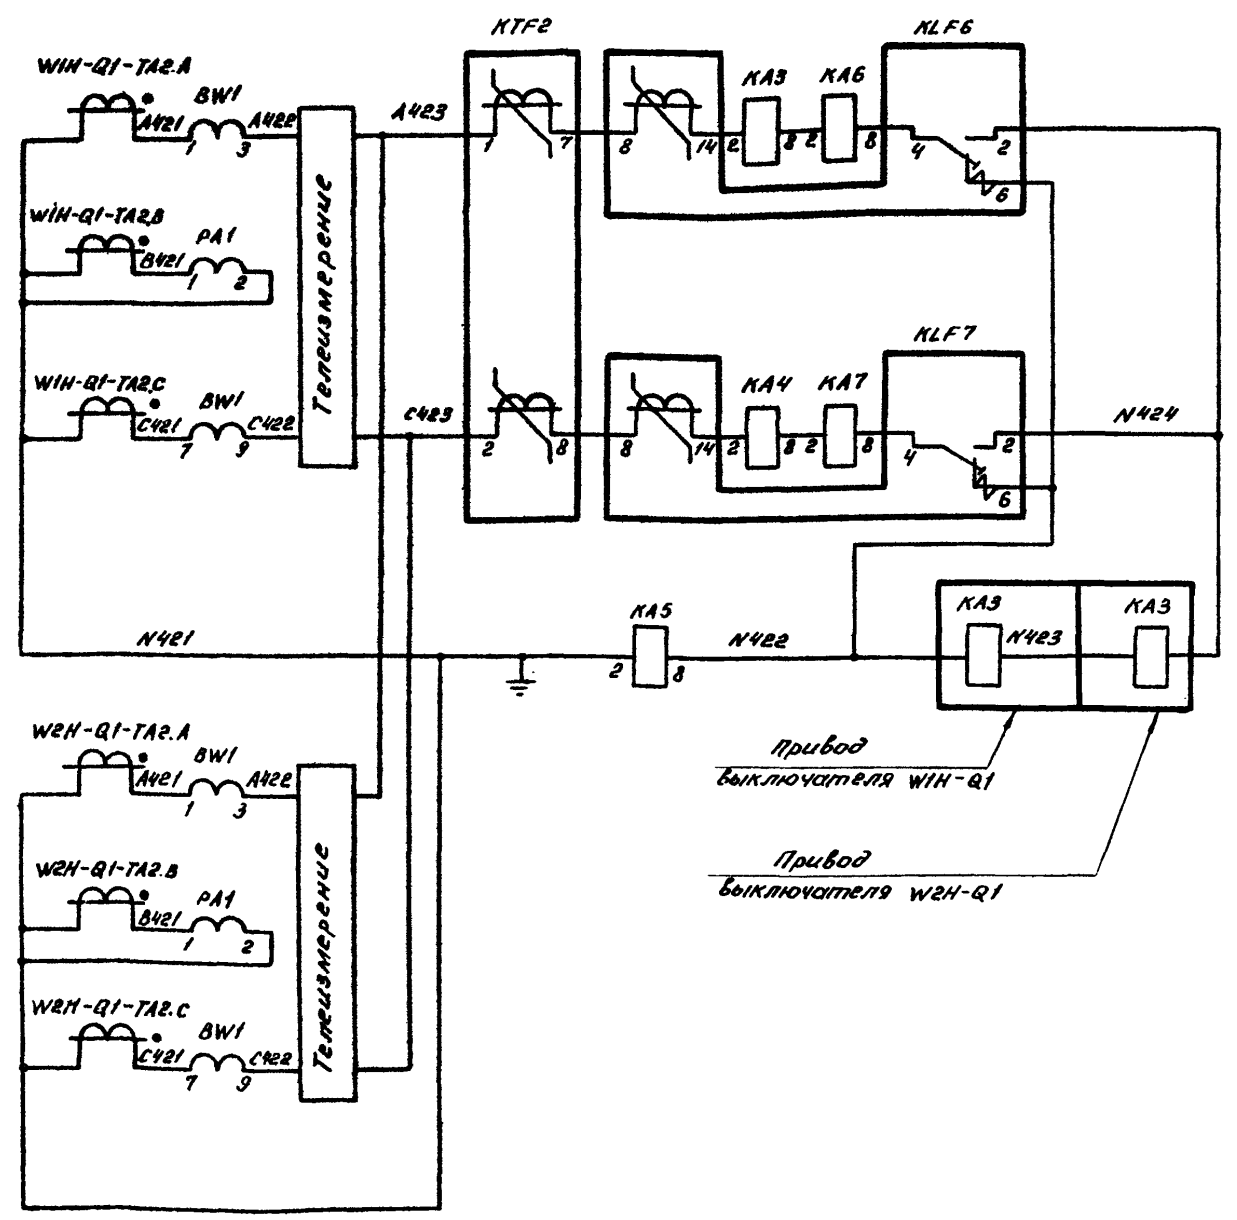 KTF2
KLF6
W1H-Q1-TA2.A
BW1
A421
A422
1
3
A423
1
7
8
14
KA3
KA6
2
8
2
8
4
2
6
W1H-Q1-TA2.B
PA1
B421
1
2
Телеизмерение
KLF7
W1H-Q1-TA2.C
BW1
C421
C422
7
9
C423
2
8
8
14
KA4
KA7
2
8
2
8
4
2
6
N424
N421
KA5
2
8
N422
KA3
N423
KA3
Привод
выключателя W1H-Q1
Привод
выключателя W2H-Q1
W2H-Q1-TA2.A
BW1
A421
A422
1
3
W2H-Q1-TA2.B
PA1
B421
1
2
Телеизмерение
W2H-Q1-TA2.C
BW1
C421
C422
7
9